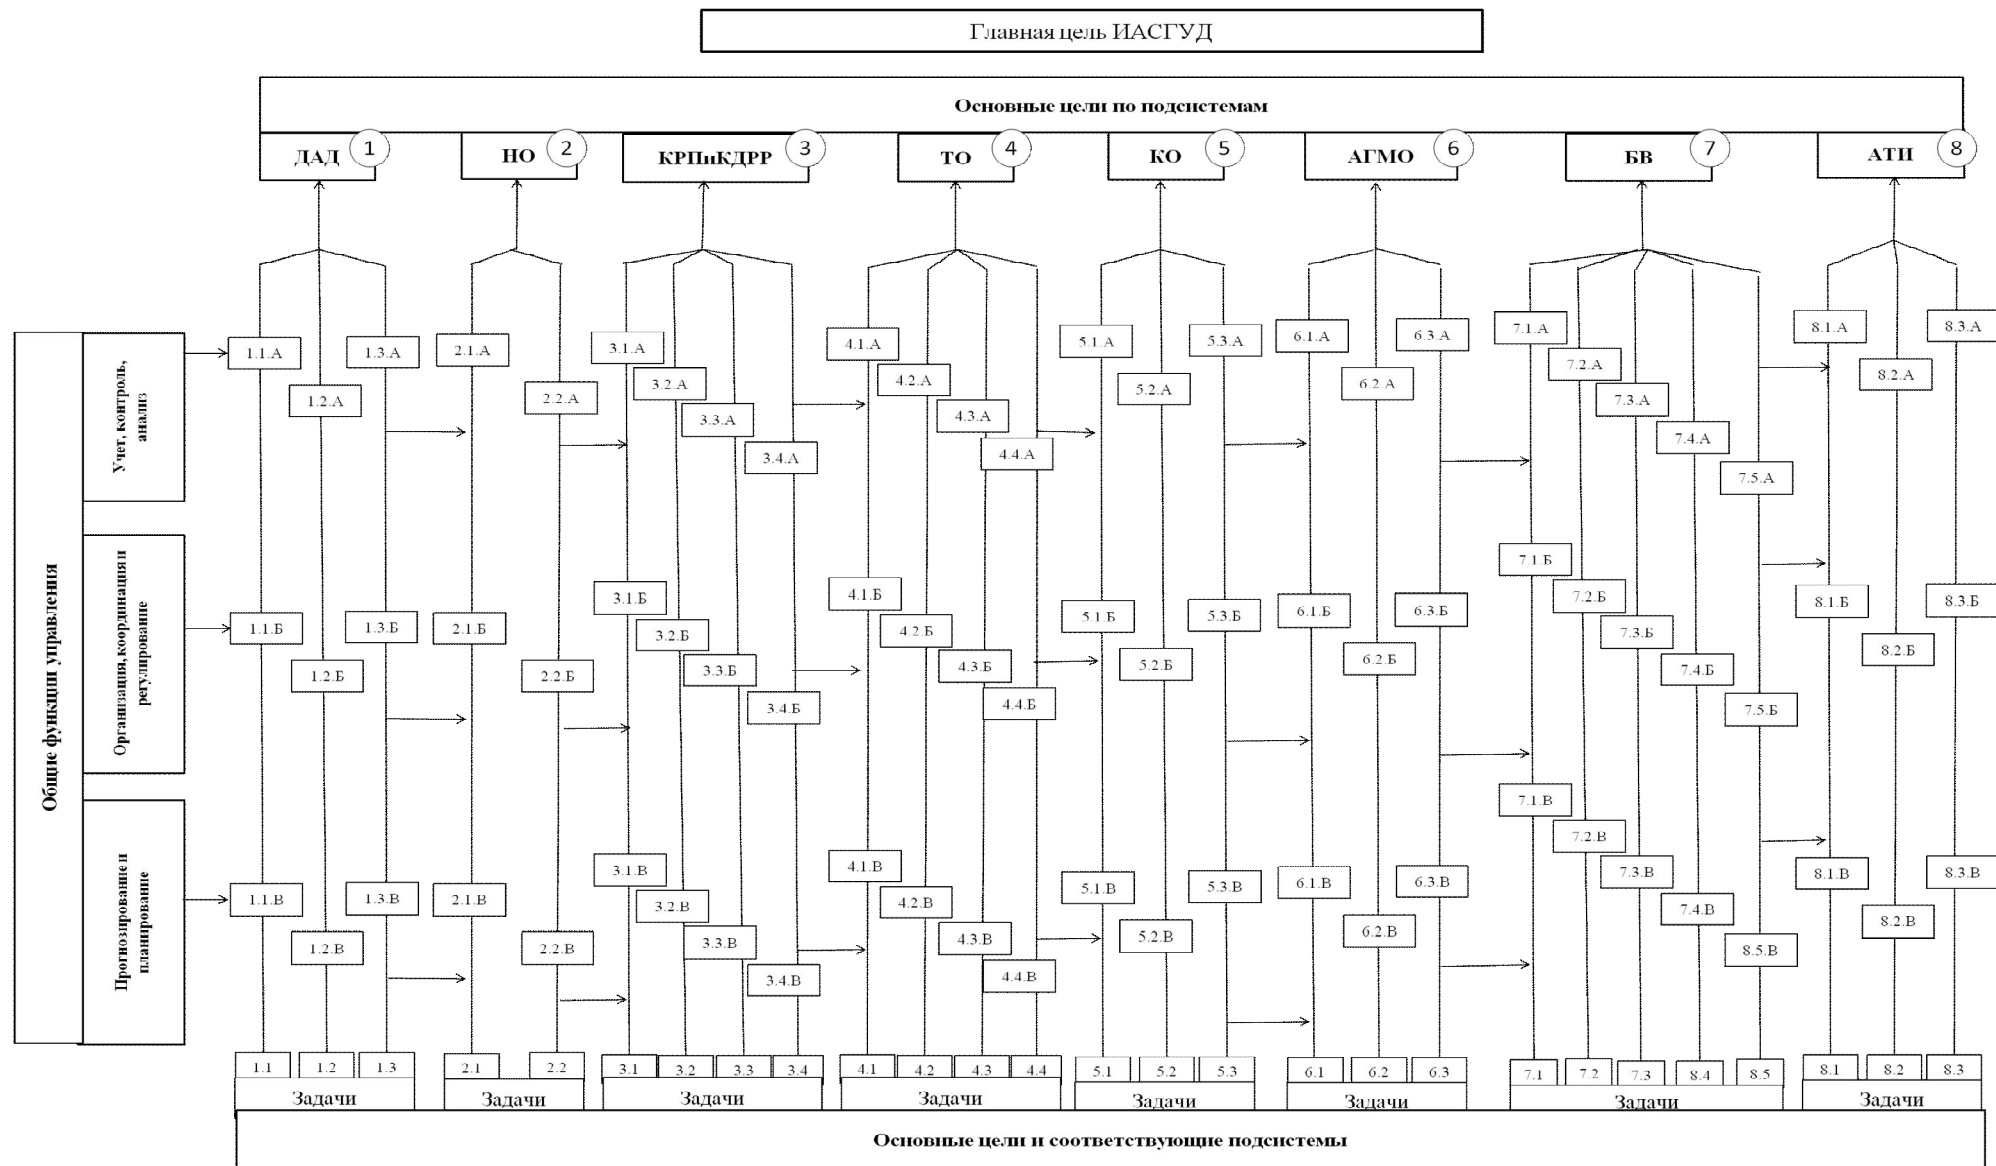 Главная цель ИАСГУД
Основные цели по подсистемам
ДАД 1
НО 2
КРПиКДРР 3
ТО 4
КО 5
АГМО 6
БВ 7
АТИ 8
Общие функции управления
Учет, контроль,
анализ
1.1.А
1.2.А
1.3.А
2.1.А
2.2.А
3.1.А
3.2.А
3.3.А
3.4.А
4.1.А
4.2.А
4.3.А
4.4.А
5.1.А
5.2.А
5.3.А
6.1.А
6.2.А
6.3.А
7.1.А
7.2.А
7.3.А
7.4.А
7.5.А
8.1.А
8.2.А
8.3.А
Организация, координация и
регулирование
1.1.Б
1.2.Б
1.3.Б
2.1.Б
2.2.Б
3.1.Б
3.2.Б
3.3.Б
3.4.Б
4.1.Б
4.2.Б
4.3.Б
4.4.Б
5.1.Б
5.2.Б
5.3.Б
6.1.Б
6.2.Б
6.3.Б
7.1.Б
7.2.Б
7.3.Б
7.4.Б
7.5.Б
8.1.Б
8.2.Б
8.3.Б
Прогнозирование и
планирование
1.1.В
1.2.В
1.3.В
2.1.В
2.2.В
3.1.В
3.2.В
3.3.В
3.4.В
4.1.В
4.2.В
4.3.В
4.4.В
5.1.В
5.2.В
5.3.В
6.1.В
6.2.В
6.3.В
7.1.В
7.2.В
7.3.В
7.4.В
8.5.В
8.1.В
8.2.В
8.3.В
1.1 1.2 1.3
Задачи
2.1 2.2
Задачи
3.1 3.2 3.3 3.4
Задачи
4.1 4.2 4.3 4.4
Задачи
5.1 5.2 5.3
Задачи
6.1 6.2 6.3
Задачи
7.1 7.2 7.3 8.4 8.5
Задачи
8.1 8.2 8.3
Задачи
Основные цели и соответствующие подсистемы